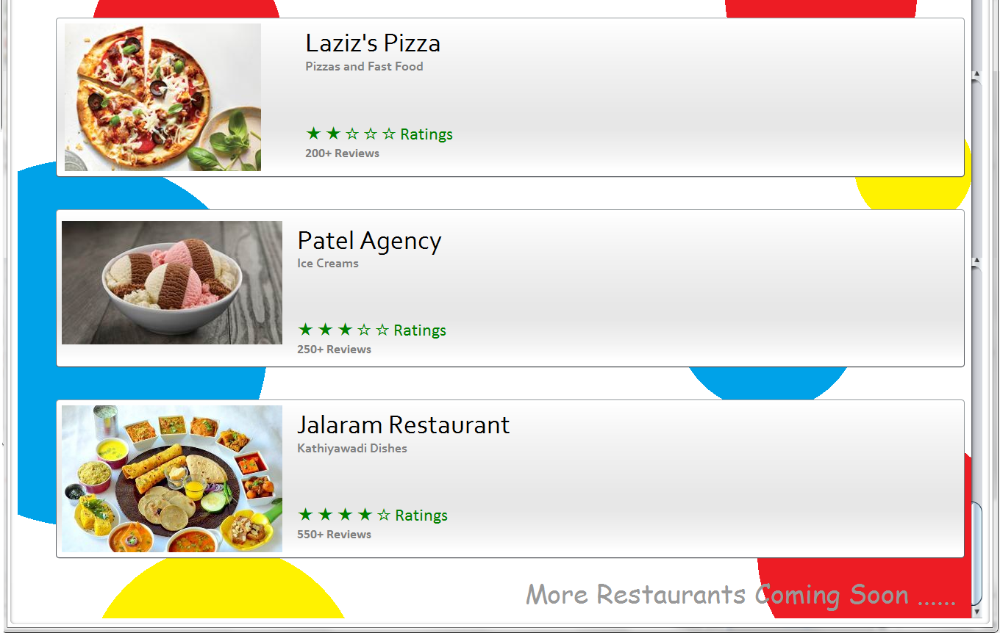 Laziz's Pizza
Pizzas and Fast Food
★ ★ ☆ ☆ ☆ Ratings
200+ Reviews
Patel Agency
Ice Creams
★ ★ ★ ☆ ☆ Ratings
250+ Reviews
Jalaram Restaurant
Kathiyawadi Dishes
★ ★ ★ ★ ☆ Ratings
550+ Reviews
More Restaurants Coming Soon ......